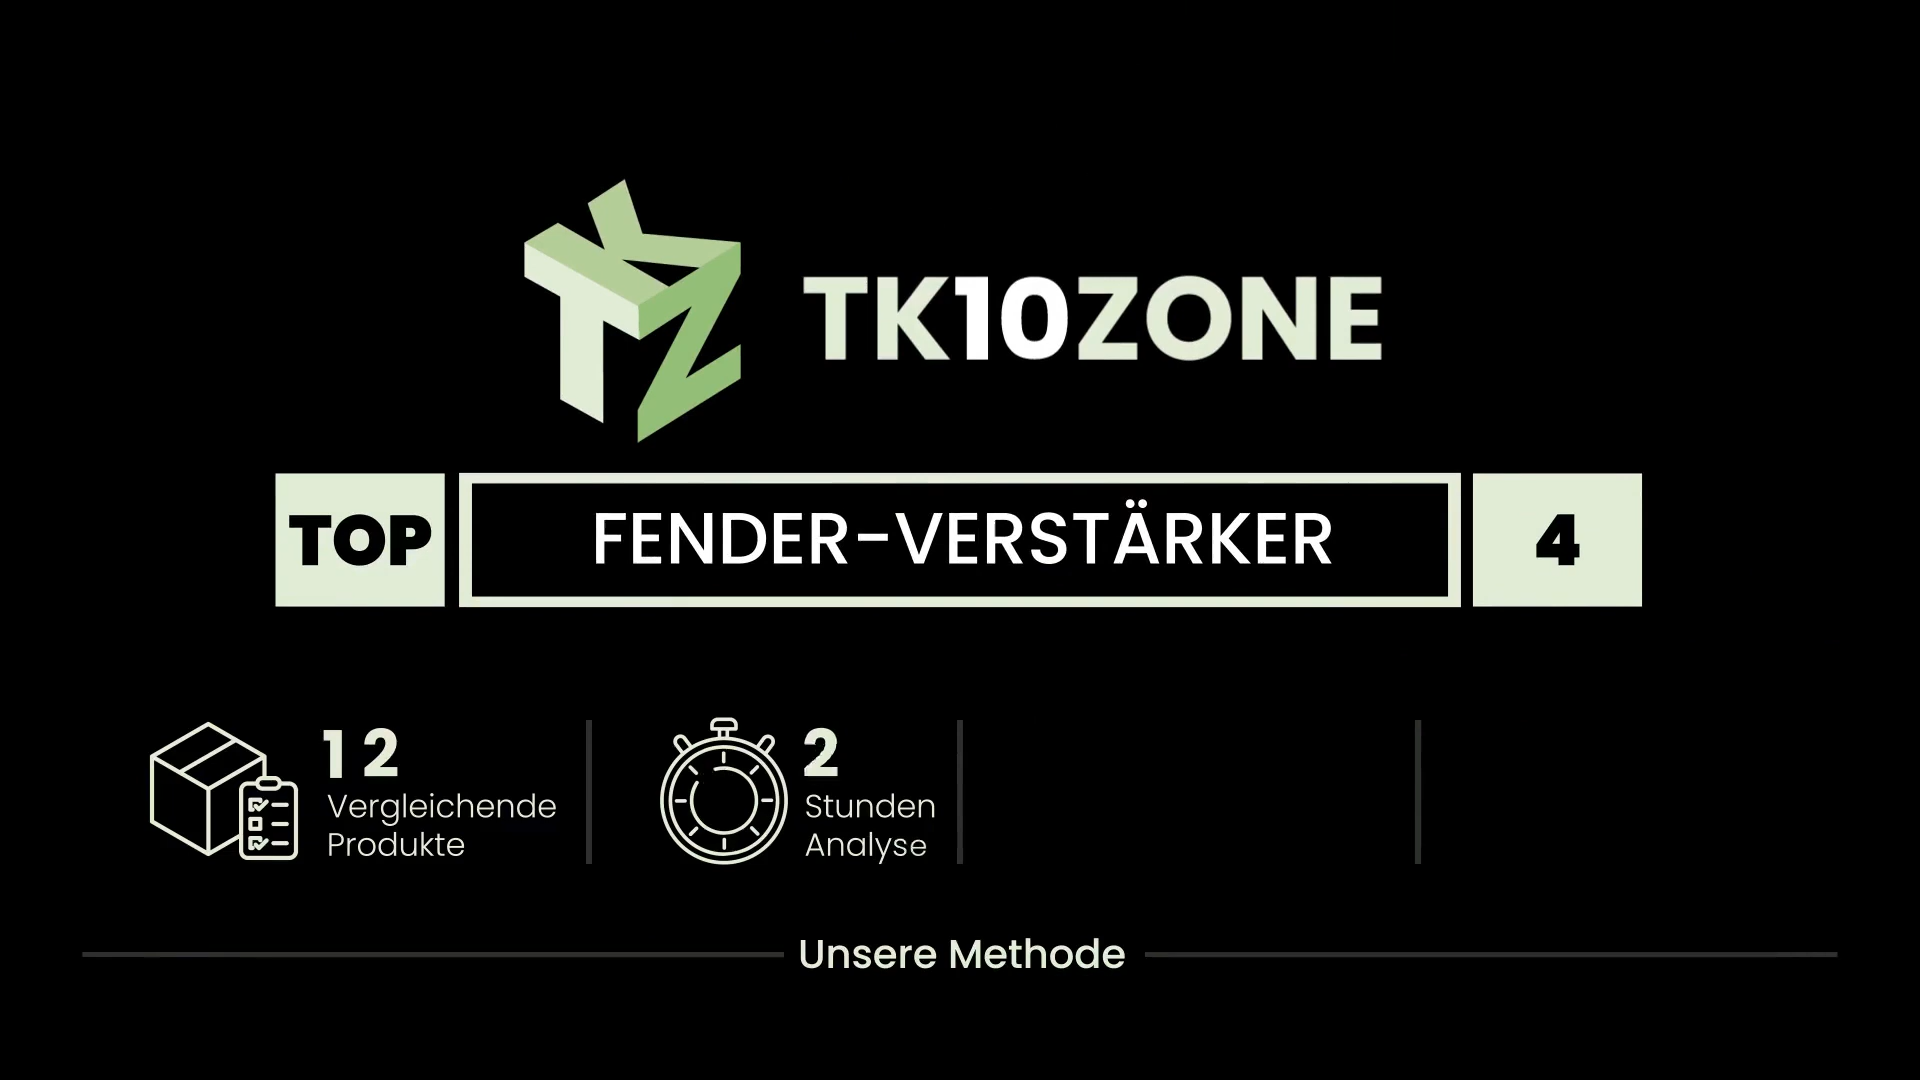 TK10ZONE
TOP FENDER-VERSTÄRKER 4
12
Vergleichende
Produkte
2
Stunden
Analyse
Unsere Methode